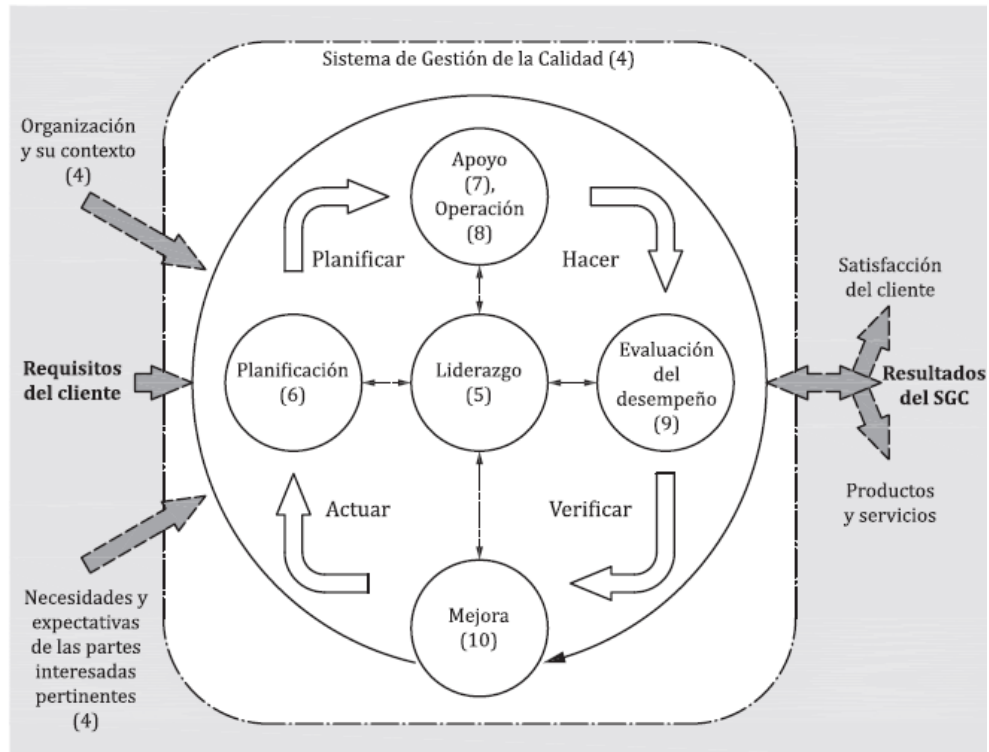 Sistema de Gestión de la Calidad (4)
Organización
y su contexto
(4)
Apoyo
(7),
Operación
(8)
Planificar
Hacer
Satisfacción
del cliente
Requisitos
del cliente
Planificación
(6)
Liderazgo
(5)
Evaluación
del
desempeño
(9)
Resultados
del SGC
Actuar
Verificar
Productos
y servicios
Necesidades y
expectativas
de las partes
interesadas
pertinentes
(4)
Mejora
(10)